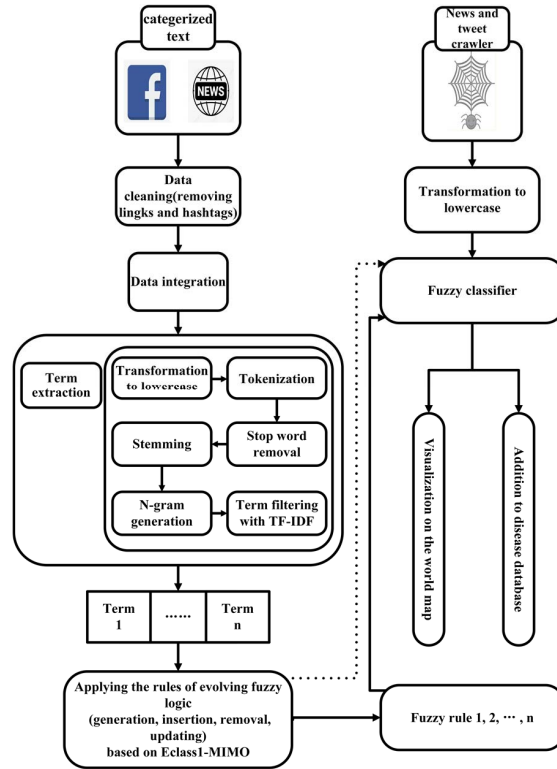 categerized
text
NEWS
Data
cleaning(removing
lingks and hashtags)
Data integration
Term
extraction
Transformation
to lowercase
Tokenization
Stemming
Stop word
removal
N-gram
generation
Term filtering
with TF-IDF
Term
1
……
Term
n
Applying the rules of evolving fuzzy
logic
(generation, insertion, removal,
updating)
based on Eclass1-MIMO
News and
tweet
crawler
Transformation to
lowercase
Fuzzy classifier
Visualization on the world map
Addition to disease database
Fuzzy rule 1, 2, ··· , n